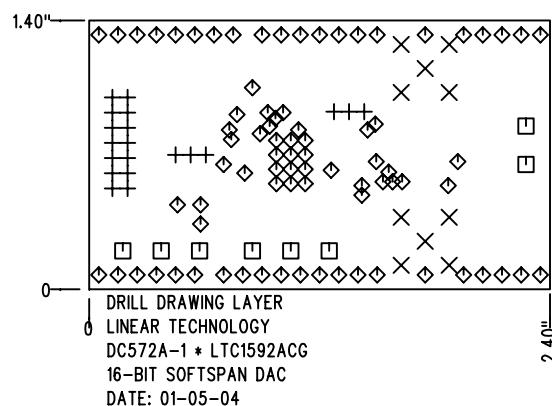 1.40"
0
0
2.40"
DRILL DRAWING LAYER
LINEAR TECHNOLOGY
DC572A-1 * LTC1592ACG
16-BIT SOFTSPAN DAC
DATE: 01-05-04